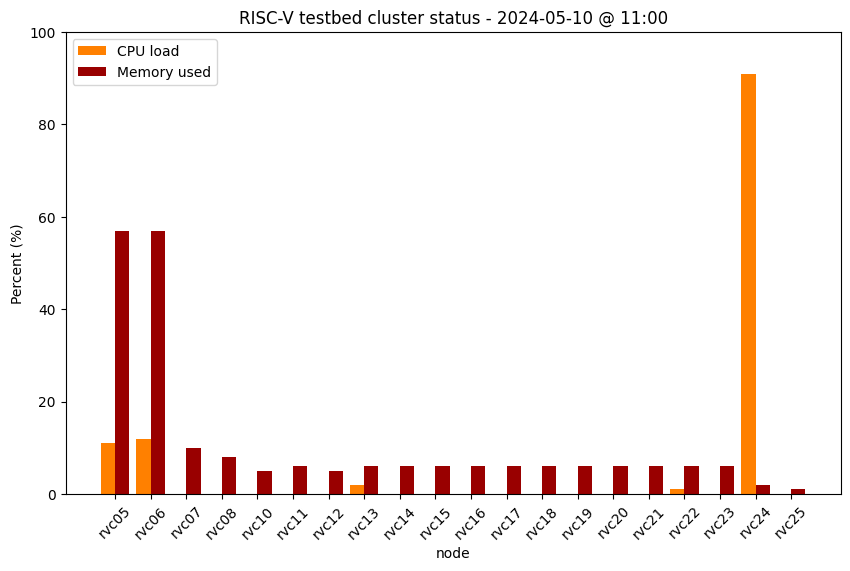 RISC-V testbed cluster status - 2024-05-10 @ 11:00
CPU load
Memory used
Percent (%)
100
80
60
40
20
0
rvc05 rvc06 rvc07 rvc08 rvc10 rvc11 rvc12 rvc13 rvc14 rvc15 rvc16 rvc17 rvc18 rvc19 rvc20 rvc21 rvc22 rvc23 rvc24 rvc25
node